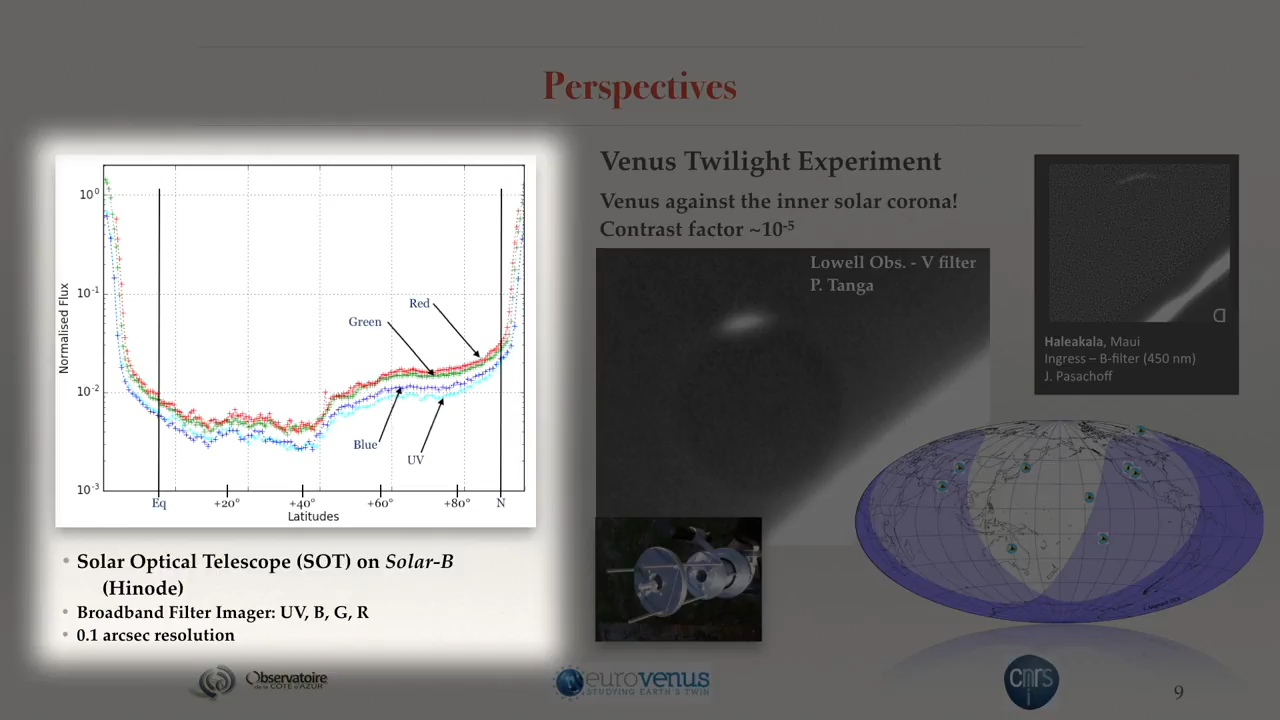 Perspectives
10⁰
10⁻¹
10⁻²
10⁻³
Normalised Flux
Red
Green
Blue
UV
Eq +20° +40° +60° +80° N
Latitudes
• Solar Optical Telescope (SOT) on Solar-B
(Hinode)
• Broadband Filter Imager: UV, B, G, R
• 0.1 arcsec resolution
Venus Twilight Experiment
Venus against the inner solar corona!
Contrast factor ~10⁻⁵
Lowell Obs. - V filter
P. Tanga
Haleakala, Maui
Ingress – B-filter (450 nm)
J. Pasachoff
Observatoire
de la CÔTE d'AZUR
eurovenus
STUDYING EARTH'S TWIN
cnrs
9